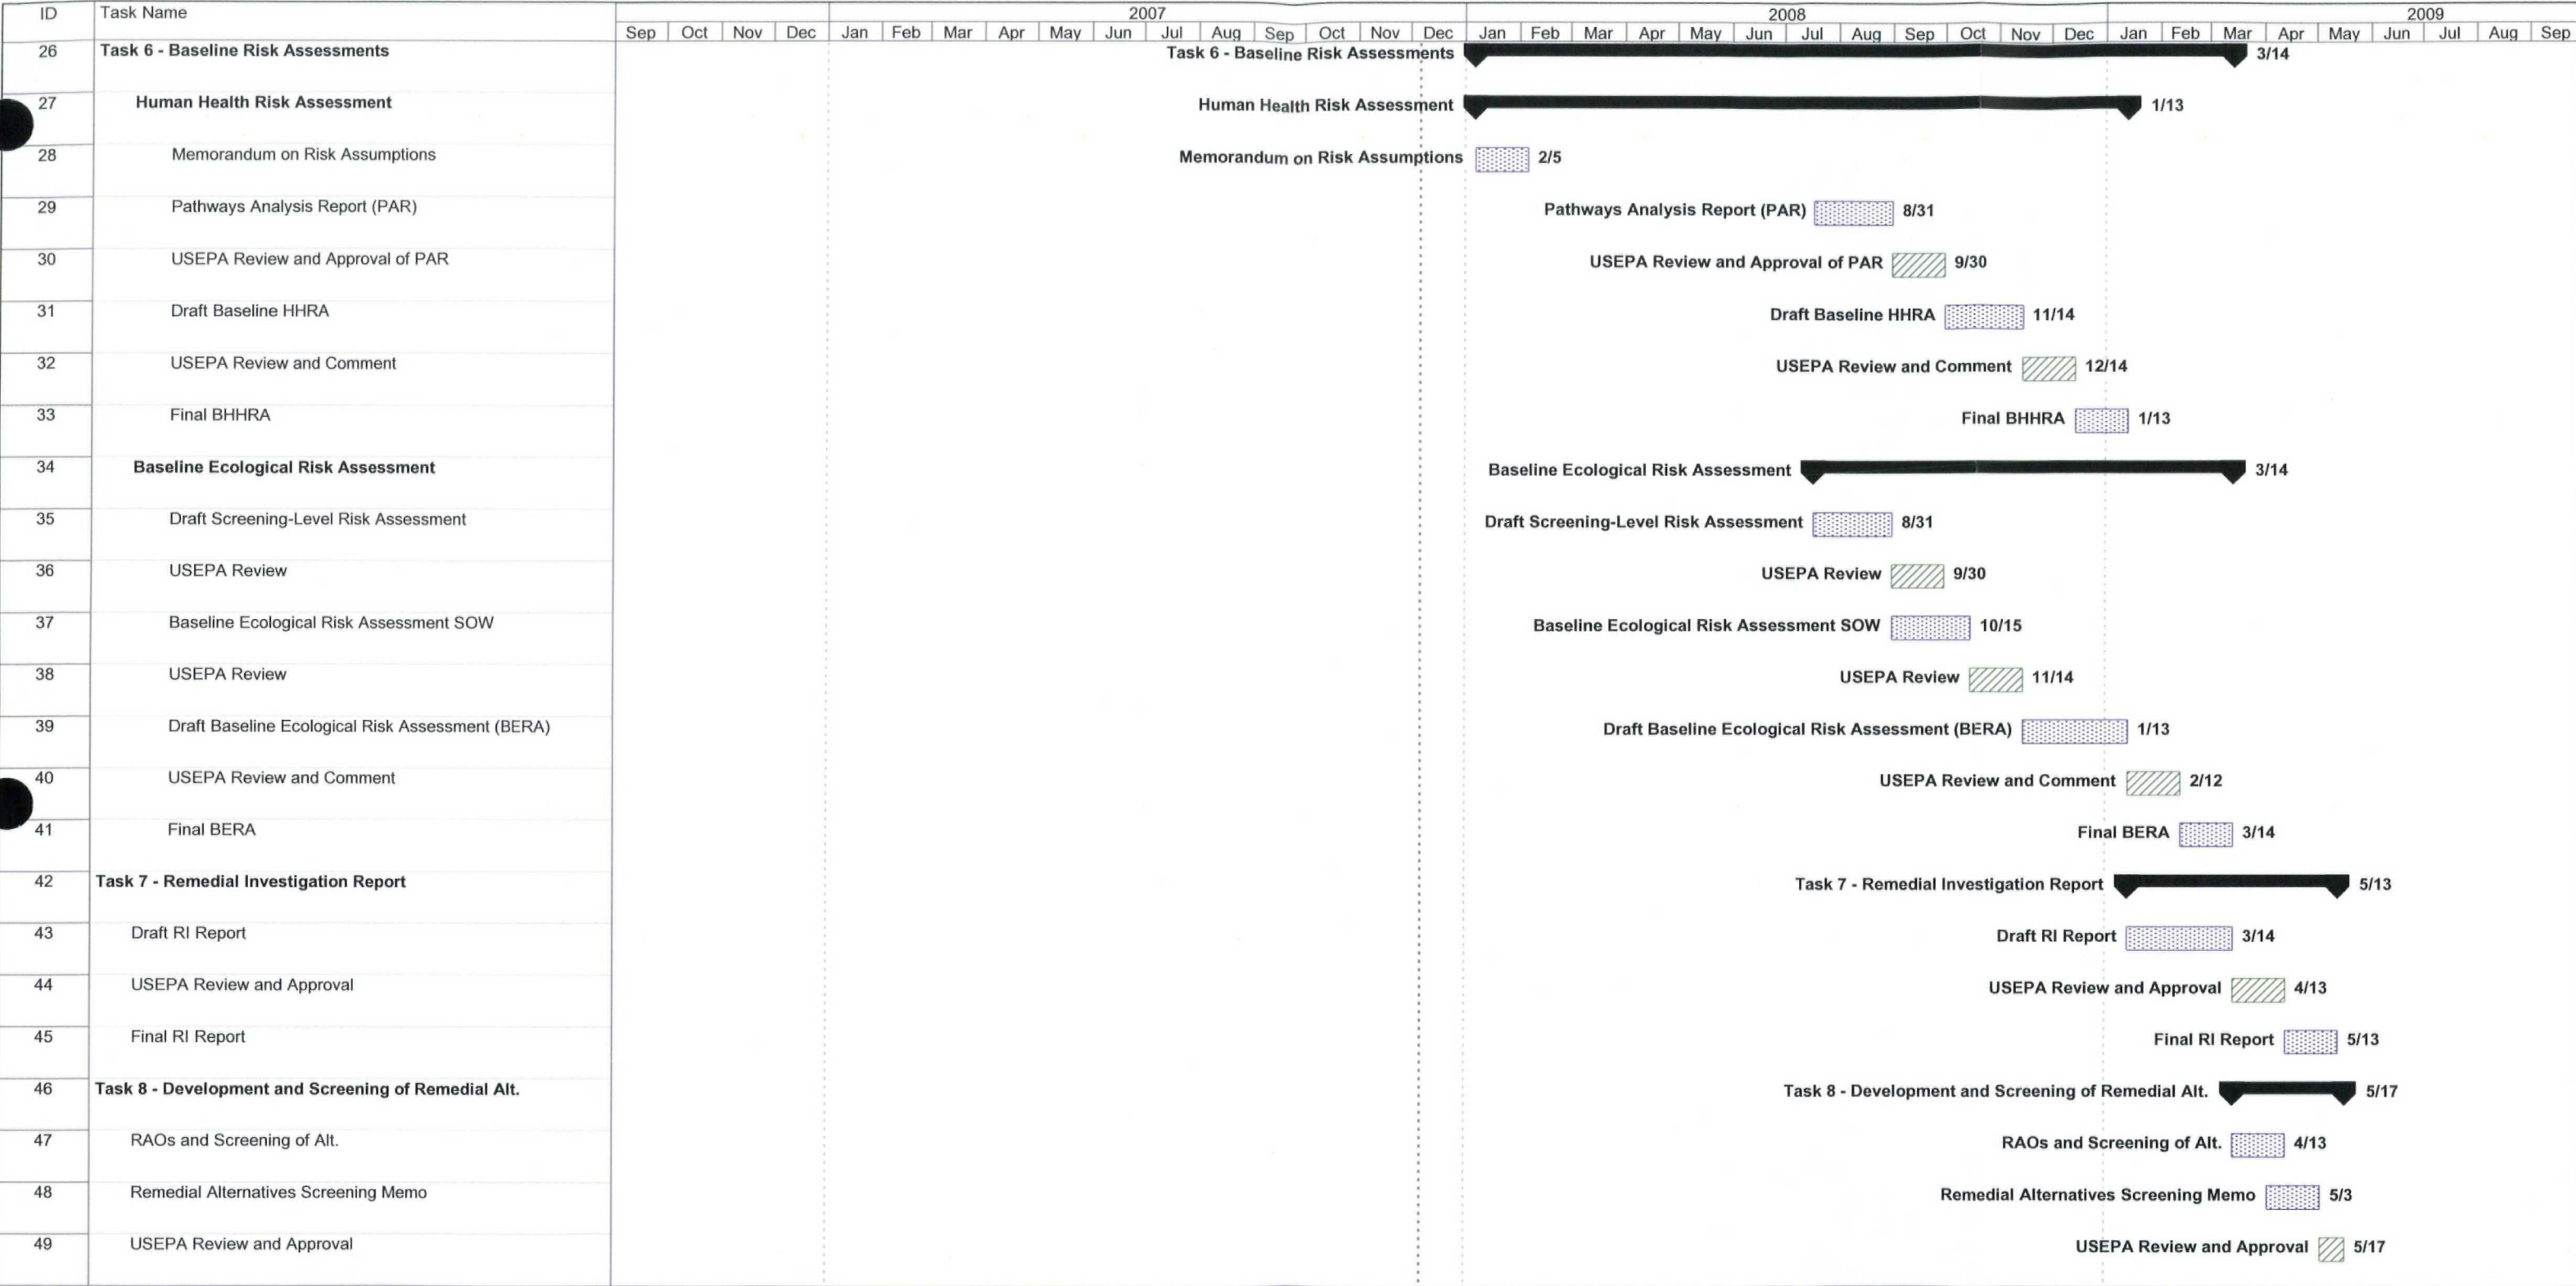 ID Task Name 2007 2008 2009
Sep Oct Nov Dec Jan Feb Mar Apr May Jun Jul Aug Sep Oct Nov Dec Jan Feb Mar Apr May Jun Jul Aug Sep Oct Nov Dec Jan Feb Mar Apr May Jun Jul Aug Sep
26 Task 6 - Baseline Risk Assessments Task 6 - Baseline Risk Assessments 3/14
27 Human Health Risk Assessment Human Health Risk Assessment 1/13
28 Memorandum on Risk Assumptions Memorandum on Risk Assumptions 2/5
29 Pathways Analysis Report (PAR) Pathways Analysis Report (PAR) 8/31
30 USEPA Review and Approval of PAR USEPA Review and Approval of PAR 9/30
31 Draft Baseline HHRA Draft Baseline HHRA 11/14
32 USEPA Review and Comment USEPA Review and Comment 12/14
33 Final BHHRA Final BHHRA 1/13
34 Baseline Ecological Risk Assessment Baseline Ecological Risk Assessment 3/14
35 Draft Screening-Level Risk Assessment Draft Screening-Level Risk Assessment 8/31
36 USEPA Review USEPA Review 9/30
37 Baseline Ecological Risk Assessment SOW Baseline Ecological Risk Assessment SOW 10/15
38 USEPA Review USEPA Review 11/14
39 Draft Baseline Ecological Risk Assessment (BERA) Draft Baseline Ecological Risk Assessment (BERA) 1/13
40 USEPA Review and Comment USEPA Review and Comment 2/12
41 Final BERA Final BERA 3/14
42 Task 7 - Remedial Investigation Report Task 7 - Remedial Investigation Report 5/13
43 Draft RI Report Draft RI Report 3/14
44 USEPA Review and Approval USEPA Review and Approval 4/13
45 Final RI Report Final RI Report 5/13
46 Task 8 - Development and Screening of Remedial Alt. Task 8 - Development and Screening of Remedial Alt. 5/17
47 RAOs and Screening of Alt. RAOs and Screening of Alt. 4/13
48 Remedial Alternatives Screening Memo Remedial Alternatives Screening Memo 5/3
49 USEPA Review and Approval USEPA Review and Approval 5/17